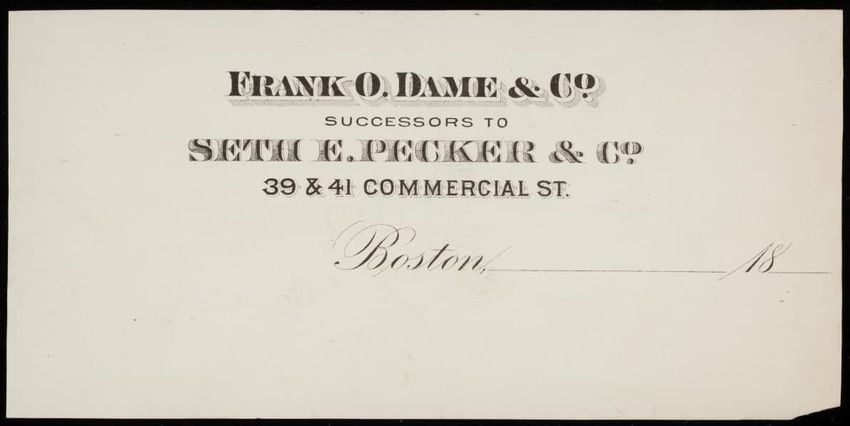 FRANK O. DAME & Co.
SUCCESSORS TO
SETH E. PECKER & Co.
39 & 41 COMMERCIAL ST.
Boston, 18